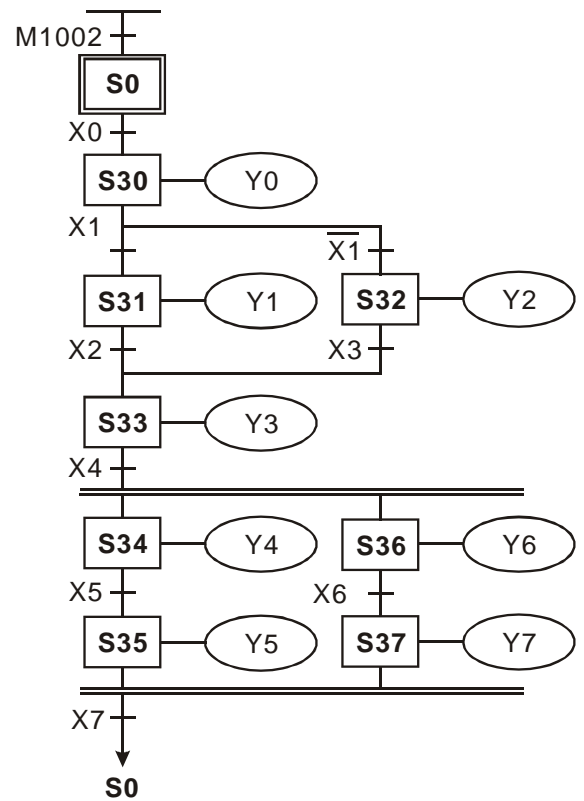 M1002
S0
X0
S30 Y0
X1 X̅1̅
S31 Y1 S32 Y2
X2 X3
S33 Y3
X4
S34 Y4 S36 Y6
X5 X6
S35 Y5 S37 Y7
X7
S0